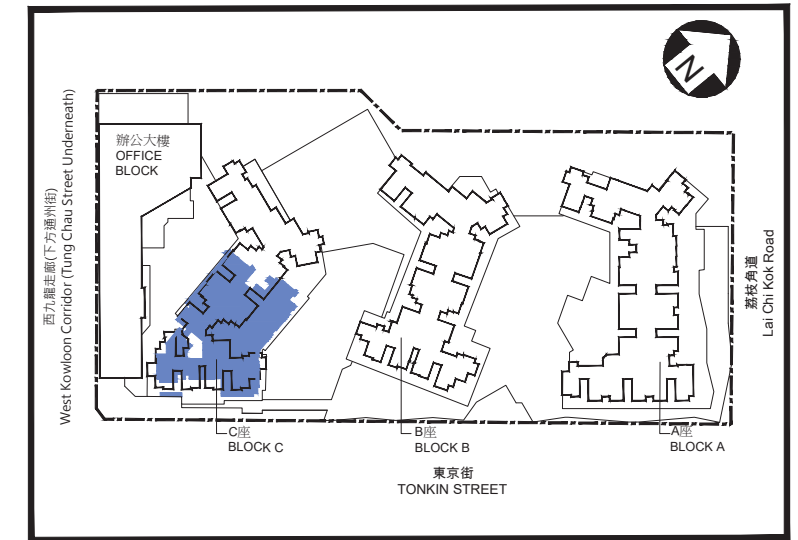 N
辦公大樓
OFFICE
BLOCK
西九龍走廊(下方通州街)
West Kowloon Corridor (Tung Chau Street Underneath)
荔枝角道
Lai Chi Kok Road
C座
BLOCK C
B座
BLOCK B
A座
BLOCK A
東京街
TONKIN STREET